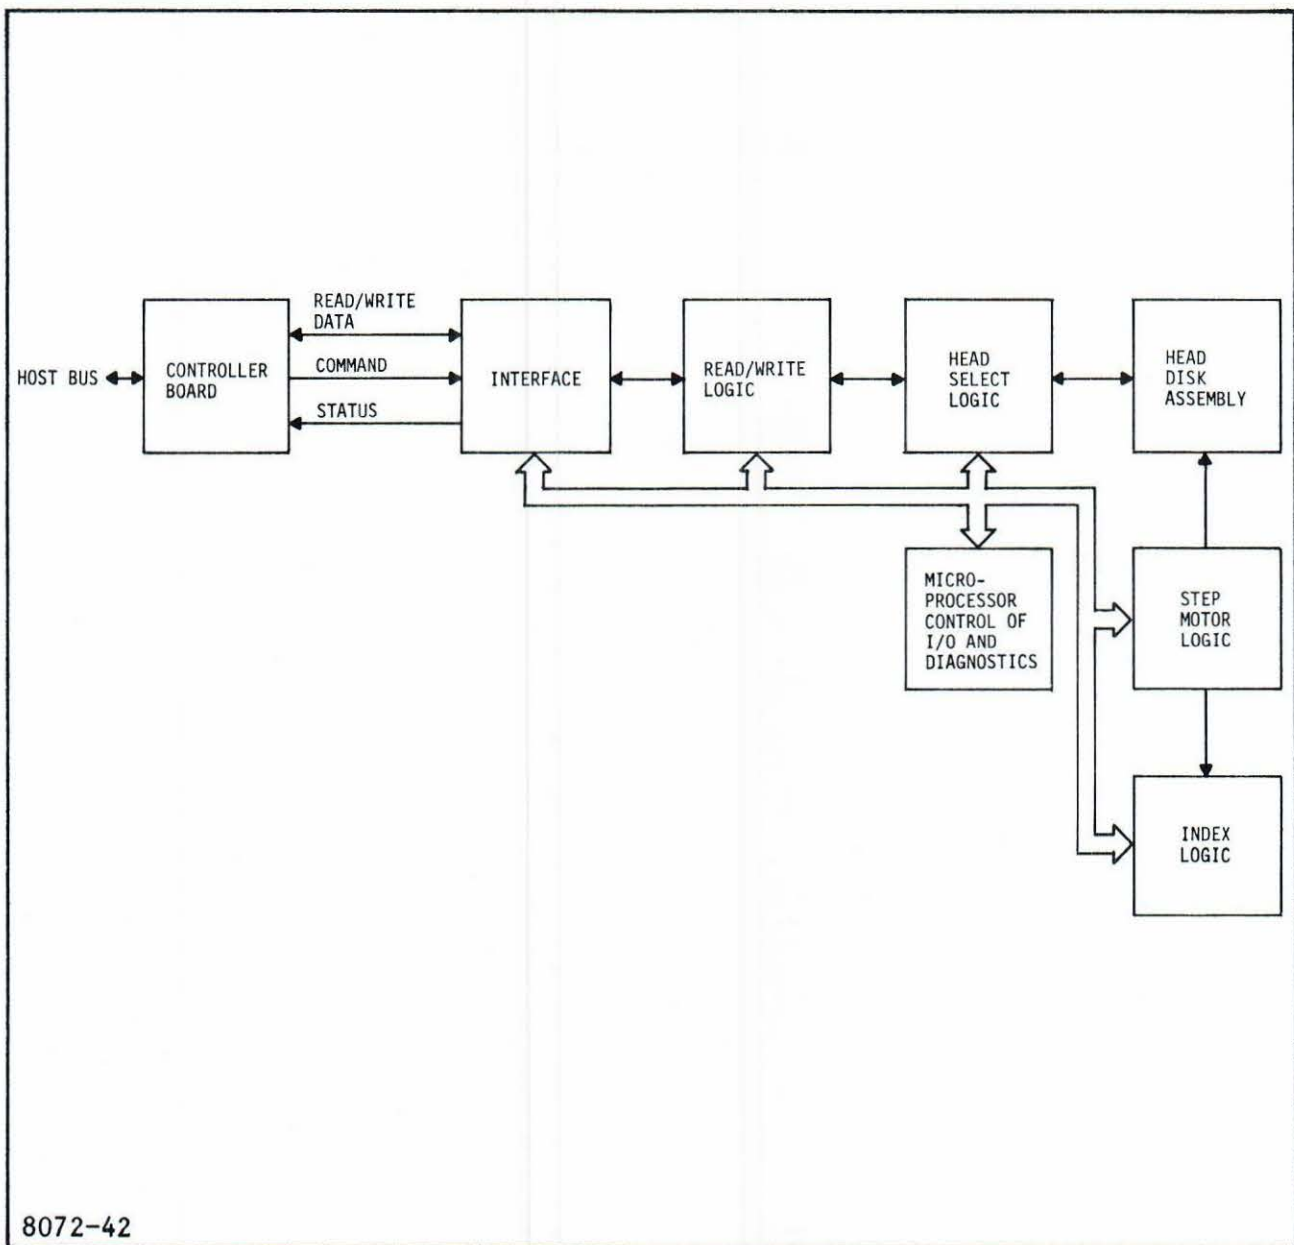 READ/WRITE
DATA
HOST BUS
CONTROLLER
BOARD
COMMAND
STATUS
INTERFACE
READ/WRITE
LOGIC
HEAD
SELECT
LOGIC
HEAD
DISK
ASSEMBLY
MICRO-
PROCESSOR
CONTROL OF
I/O AND
DIAGNOSTICS
STEP
MOTOR
LOGIC
INDEX
LOGIC
8072-42